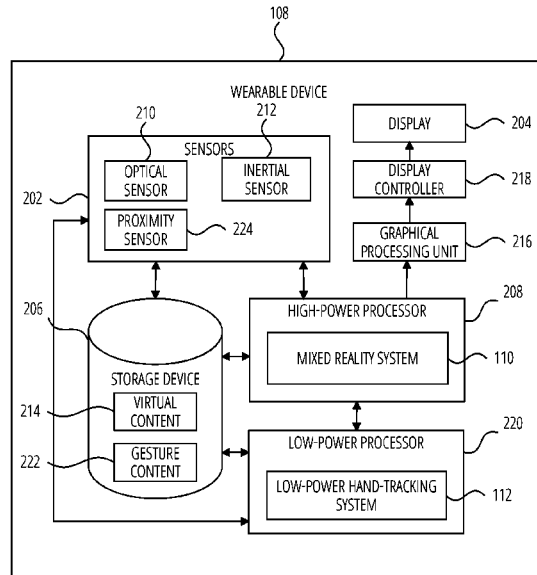 108
WEARABLE DEVICE
210
212
SENSORS
OPTICAL
SENSOR
INERTIAL
SENSOR
202
PROXIMITY
SENSOR
224
DISPLAY
204
DISPLAY
CONTROLLER
218
GRAPHICAL
PROCESSING UNIT
216
206
HIGH-POWER PROCESSOR
208
MIXED REALITY SYSTEM
110
STORAGE DEVICE
214
VIRTUAL
CONTENT
222
GESTURE
CONTENT
LOW-POWER PROCESSOR
220
LOW-POWER HAND-TRACKING
SYSTEM
112